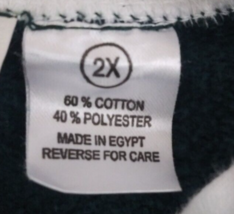 2X
60 % COTTON
40 % POLYESTER
MADE IN EGYPT
REVERSE FOR CARE